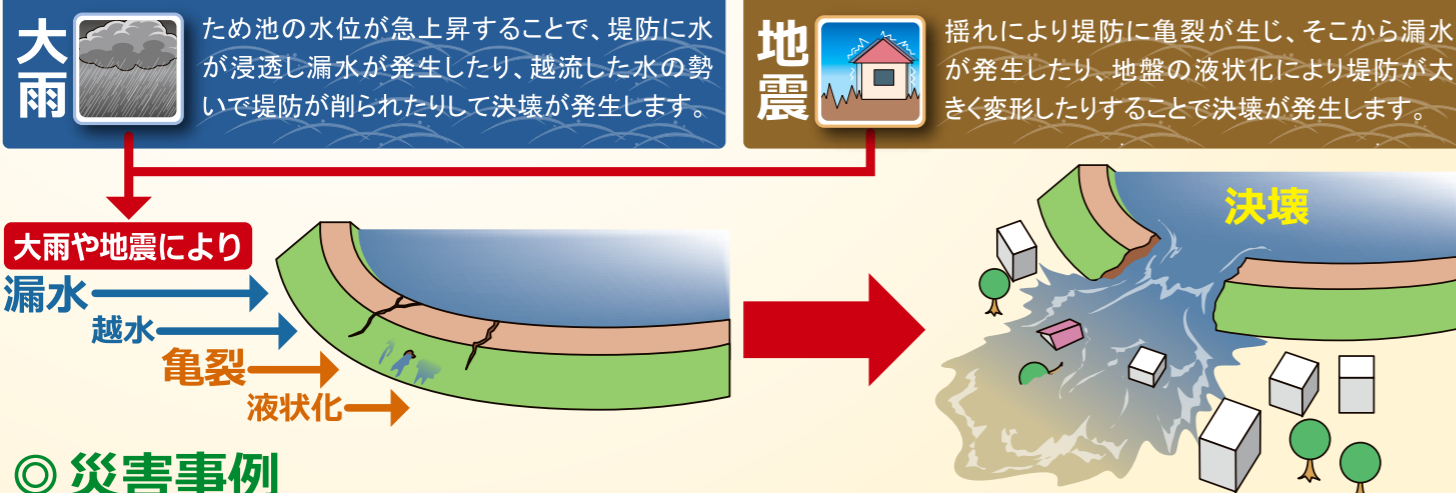 大雨
ため池の水位が急上昇することで、堤防に水
が浸透し漏水が発生したり、越流した水の勢
いで堤防が削られたりして決壊が発生します。
地震
揺れにより堤防に亀裂が生じ、そこから漏水
が発生したり、地盤の液状化により堤防が大
きく変形したりすることで決壊が発生します。
大雨や地震により
漏水
越水
亀裂
液状化
決壊
◎災害事例